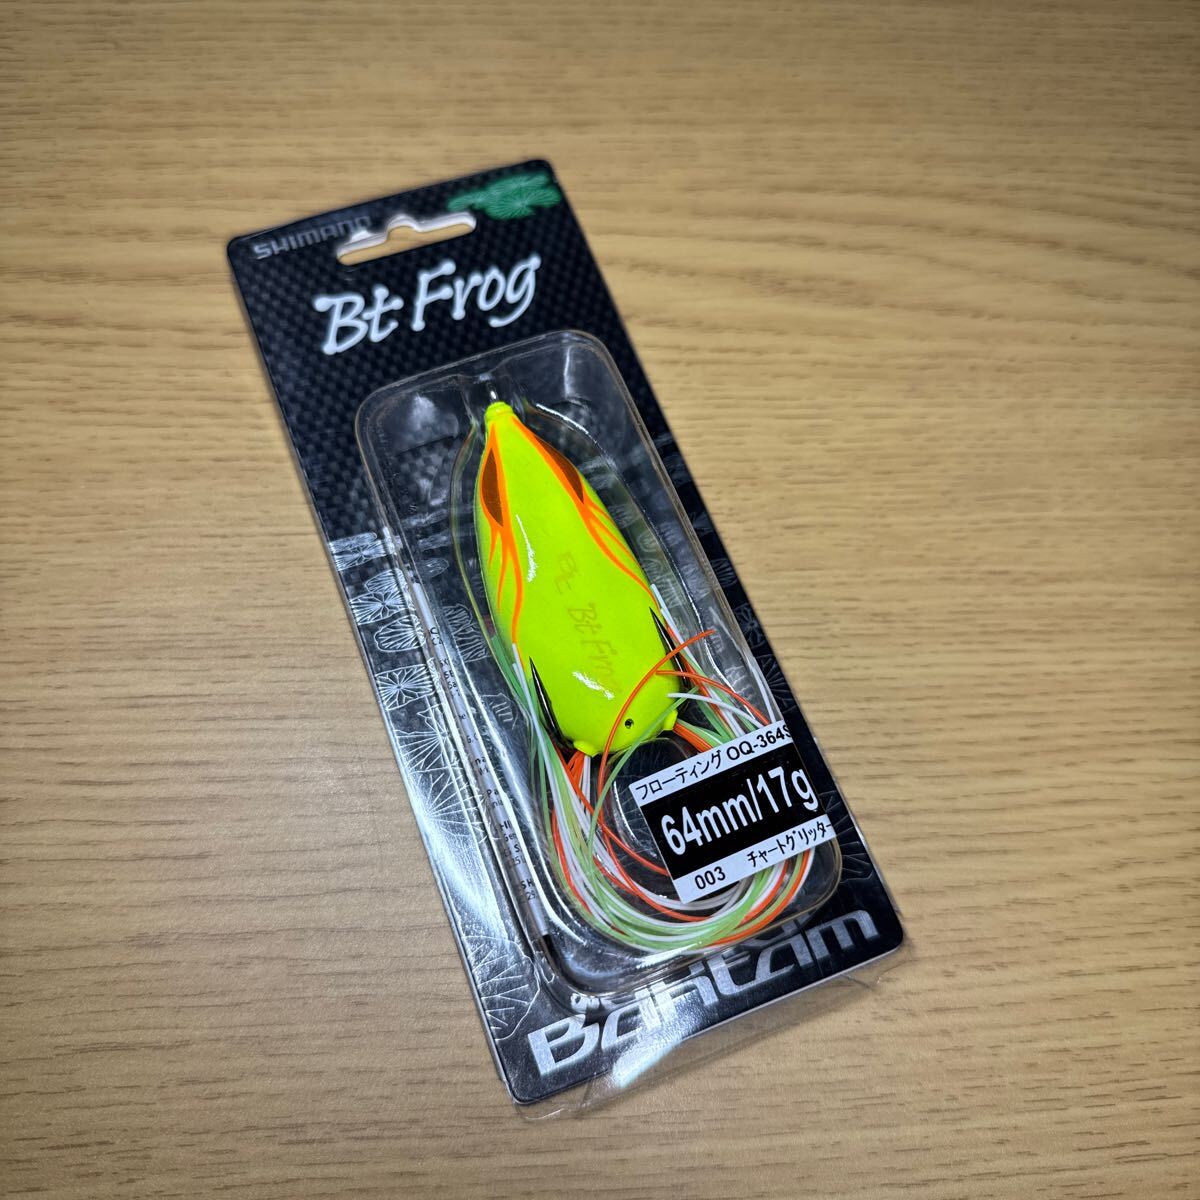 SHIMANO
Bt Frog
Bt Frog
フローティング OQ-364S
64mm/17g
003 チャートグリッター
Bantam